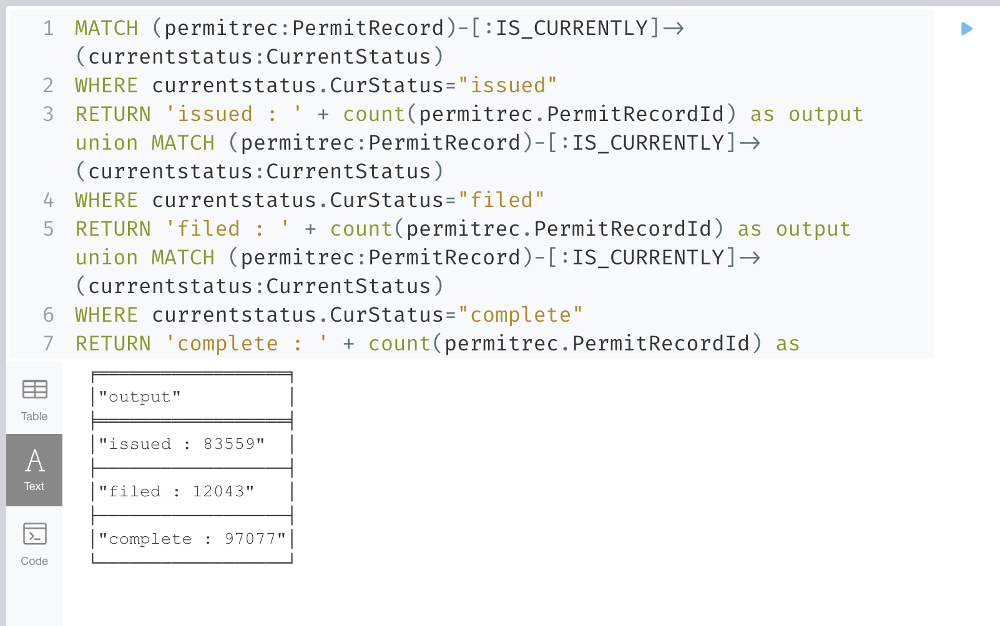 1 MATCH (permitrec:PermitRecord)-[:IS_CURRENTLY]->
(currentstatus:CurrentStatus)
2 WHERE currentstatus.CurStatus="issued"
3 RETURN 'issued : ' + count(permitrec.PermitRecordId) as output
union MATCH (permitrec:PermitRecord)-[:IS_CURRENTLY]->
(currentstatus:CurrentStatus)
4 WHERE currentstatus.CurStatus="filed"
5 RETURN 'filed : ' + count(permitrec.PermitRecordId) as output
union MATCH (permitrec:PermitRecord)-[:IS_CURRENTLY]->
(currentstatus:CurrentStatus)
6 WHERE currentstatus.CurStatus="complete"
7 RETURN 'complete : ' + count(permitrec.PermitRecordId) as
Table
Text
Code
"output"
"issued : 83559"
"filed : 12043"
"complete : 97077"